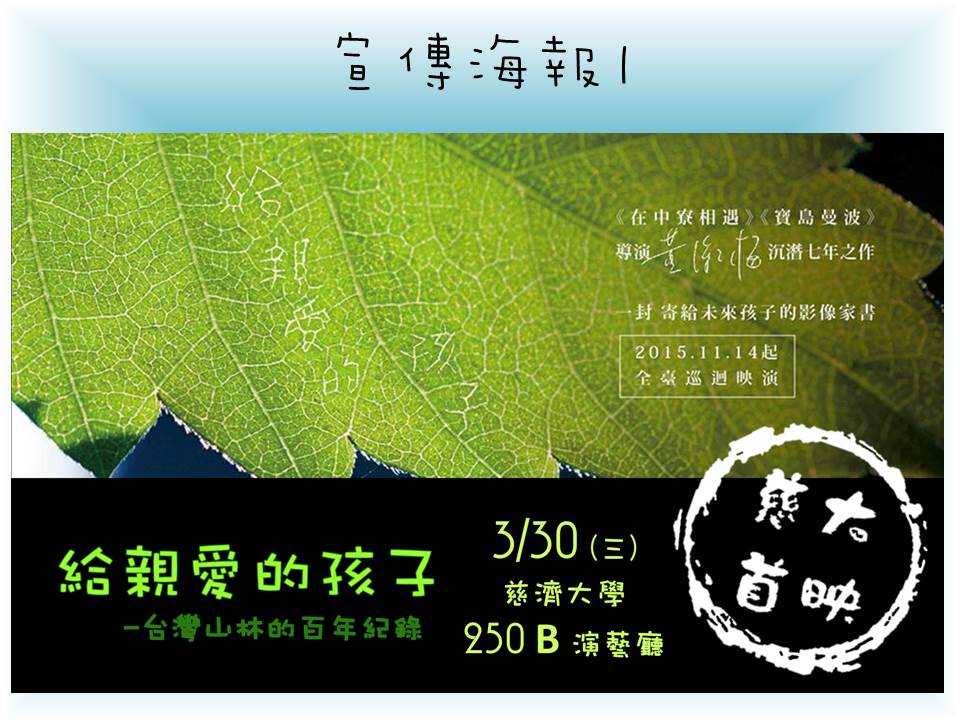 宣傳海報1
給親愛的孩子
《在中寮相遇》《寶島曼波》
導演 黃淑梅 沉潛七年之作
一封 寄給未來孩子的影像家書
2015.11.14起
全臺巡迴映演
慈大
首映
給親愛的孩子
-台灣山林的百年紀錄
3/30 (三)
慈濟大學
250 B 演藝廳